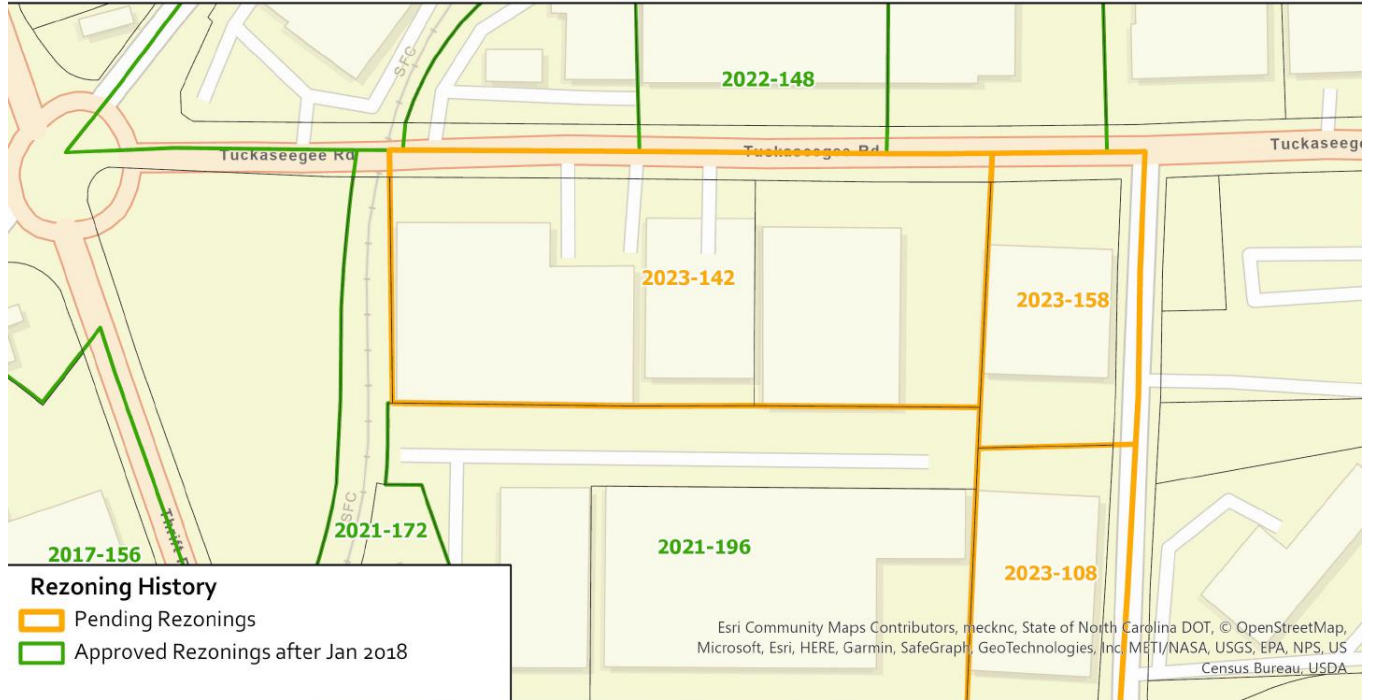 SFC
2022-148
Tuckaseegee Rd
Tuckaseegee Rd
2023-142
2023-158
SFC
2021-172
2021-196
2017-156
2023-108
Rezoning History
Pending Rezonings
Approved Rezonings after Jan 2018
Esri Community Maps Contributors, mecknc, State of North Carolina DOT, © OpenStreetMap,
Microsoft, Esri, HERE, Garmin, SafeGraph, GeoTechnologies, Inc, METI/NASA, USGS, EPA, NPS, US
Census Bureau, USDA